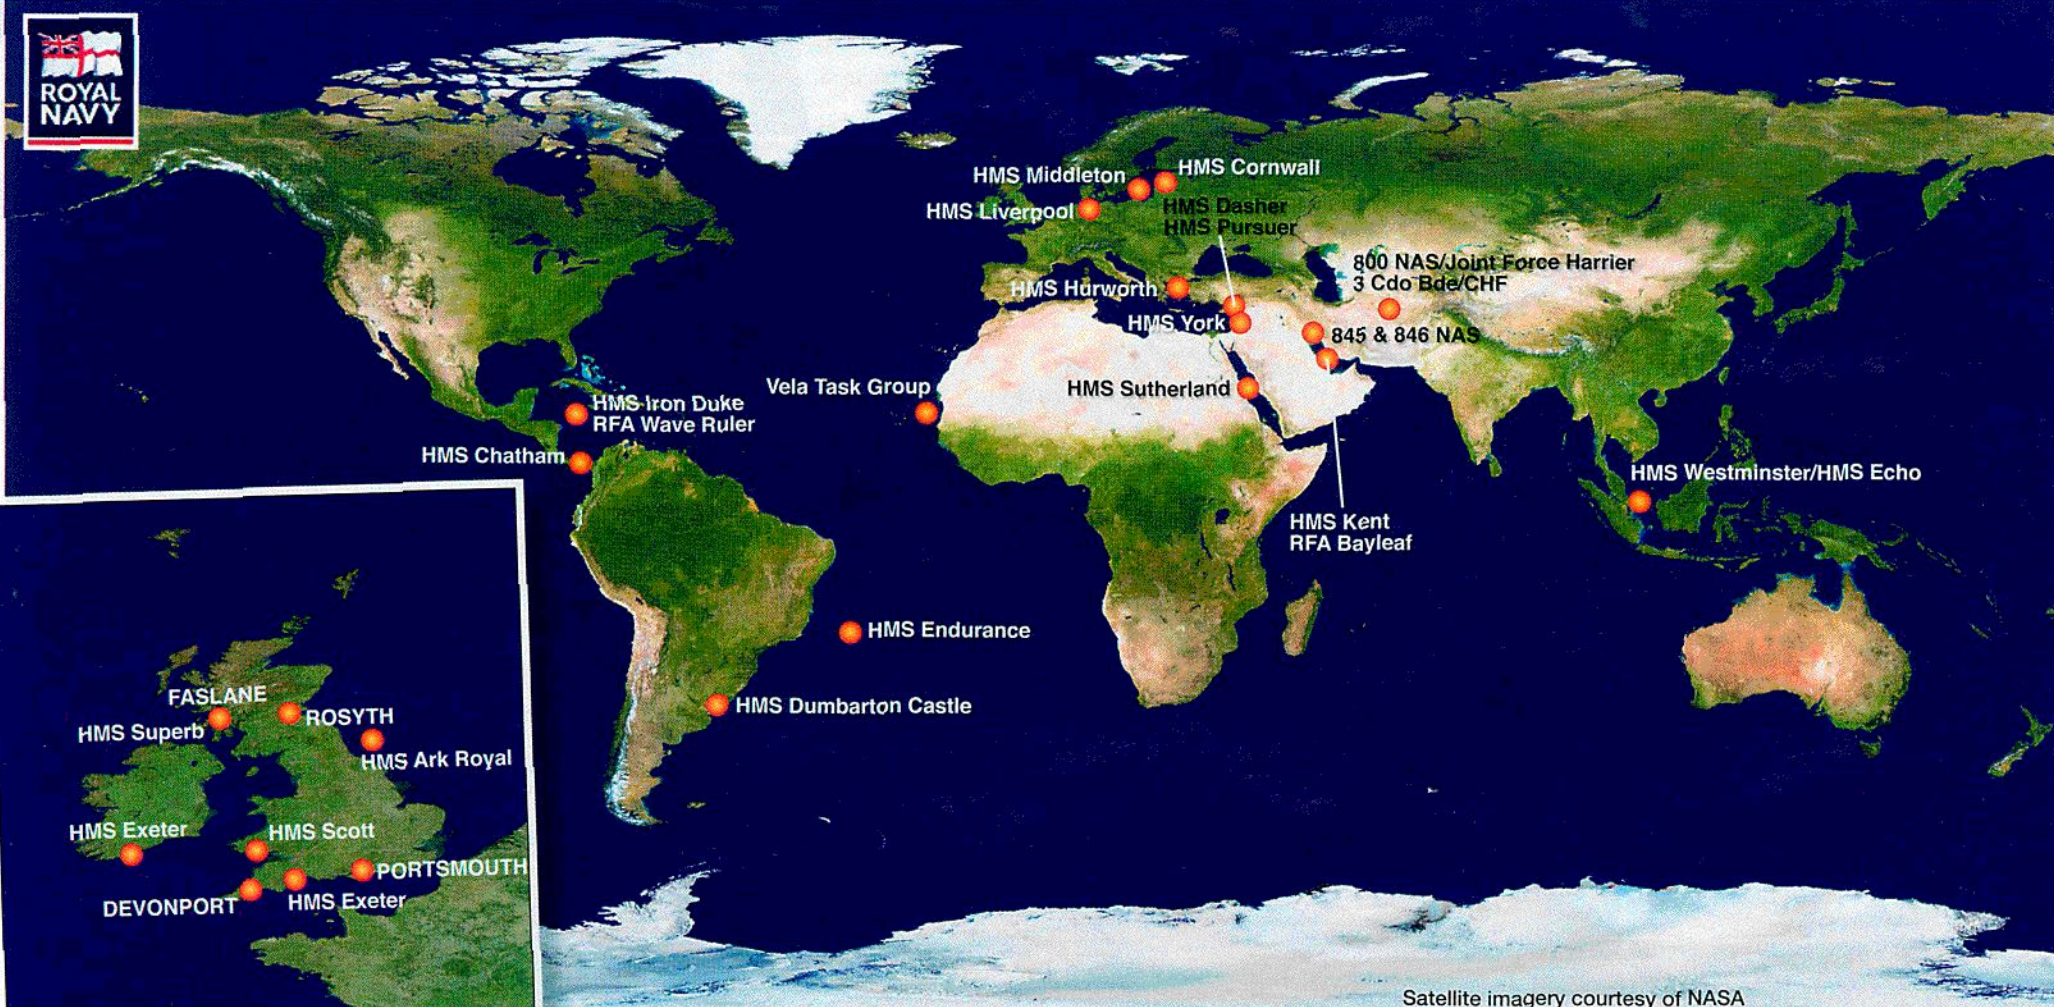 ROYAL
NAVY
HMS Middleton
HMS Cornwall
HMS Liverpool
HMS Dasher
HMS Pursuer
800 NAS/Joint Force Harrier
3 Cdo Bde/CHF
HMS Hurworth
HMS York
845 & 846 NAS
Vela Task Group
HMS Sutherland
HMS Iron Duke
RFA Wave Ruler
HMS Chatham
HMS Westminster/HMS Echo
HMS Kent
RFA Bayleaf
HMS Endurance
HMS Dumbarton Castle
FASLANE
HMS Superb
ROSYTH
HMS Ark Royal
HMS Exeter
HMS Scott
PORTSMOUTH
DEVONPORT
HMS Exeter
Satellite imagery courtesy of NASA